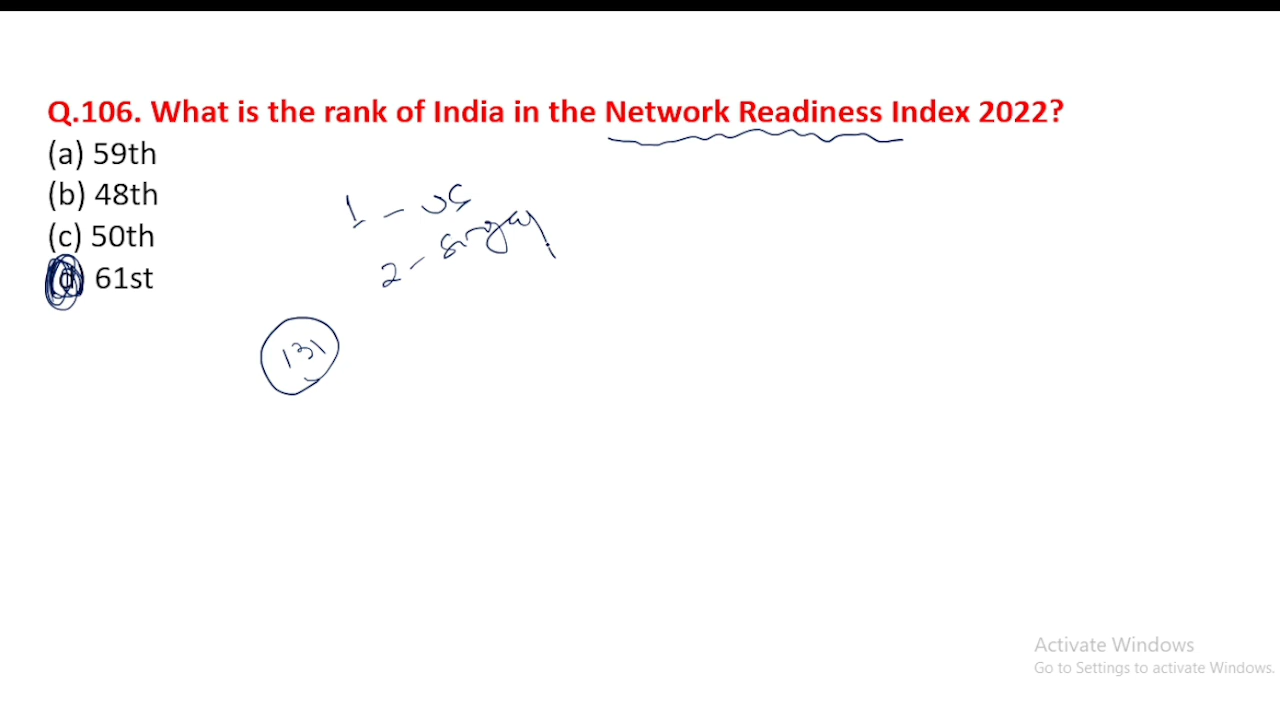 Q.106. What is the rank of India in the Network Readiness Index 2022?
(a) 59th
(b) 48th
(c) 50th
(d) 61st
1 - US
2 -
131
Activate Windows
Go to Settings to activate Windows.